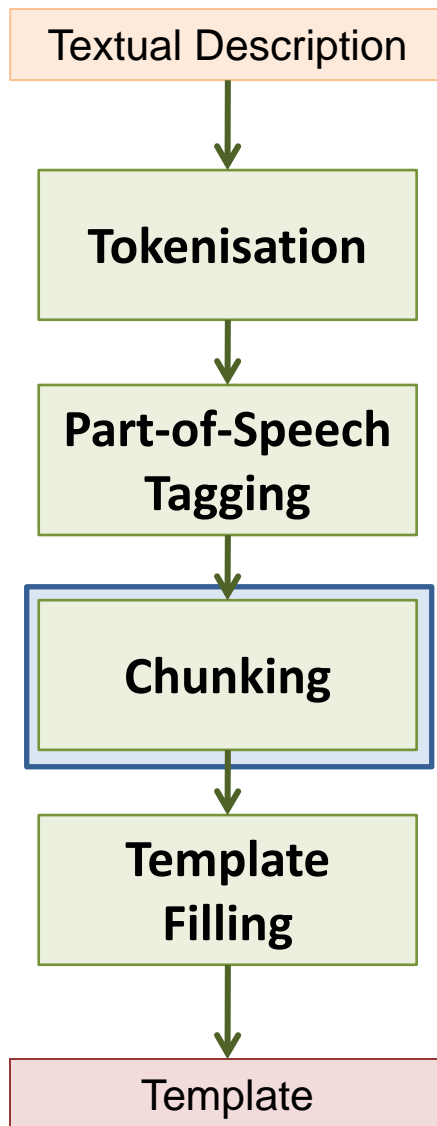 Textual Description
Tokenisation
Part-of-Speech
Tagging
Chunking
Template
Filling
Template